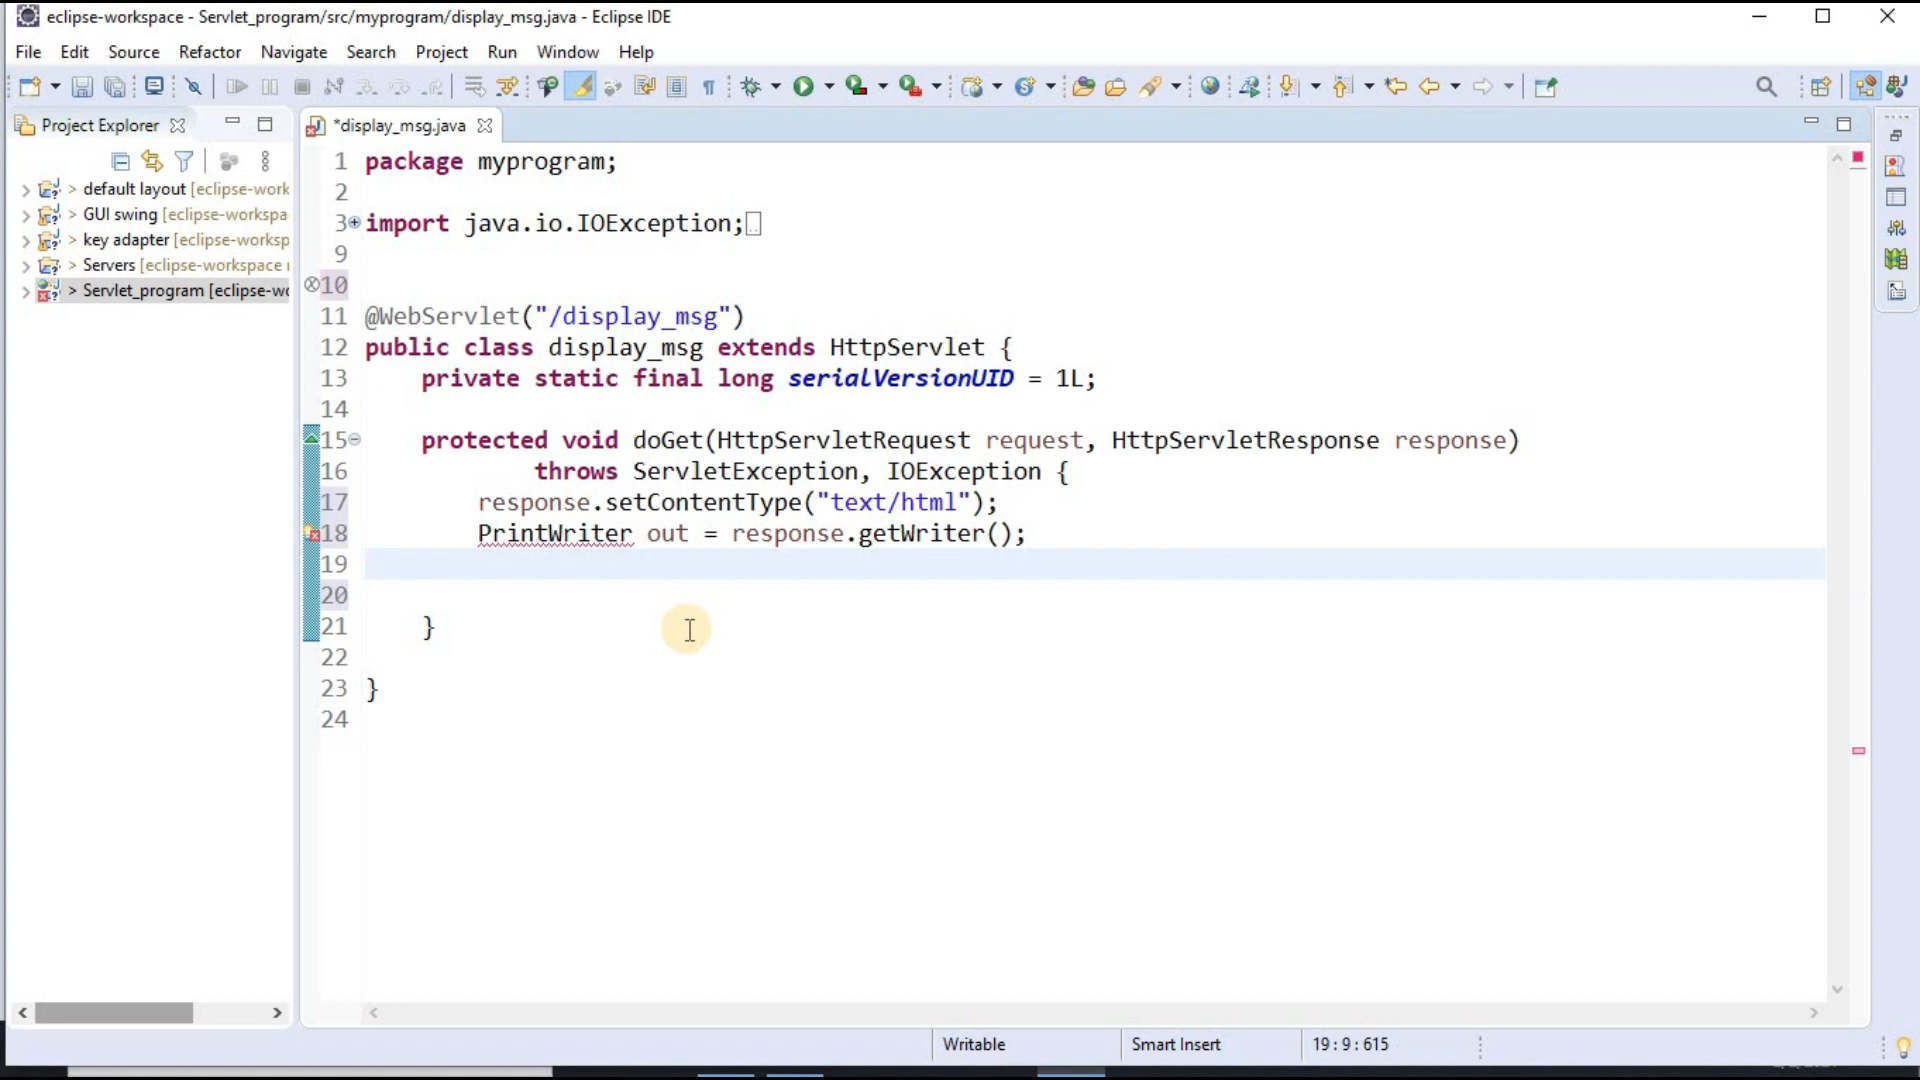 eclipse-workspace - Servlet_program/src/myprogram/display_msg.java - Eclipse IDE
File Edit Source Refactor Navigate Search Project Run Window Help
Project Explorer
*display_msg.java
> default layout [eclipse-work
> GUI swing [eclipse-workspa
> key adapter [eclipse-worksp
> Servers [eclipse-workspace
> Servlet_program [eclipse-wo
1 package myprogram;
2
3 import java.io.IOException;
9
10
11 @WebServlet("/display_msg")
12 public class display_msg extends HttpServlet {
13 private static final long serialVersionUID = 1L;
14
15 protected void doGet(HttpServletRequest request, HttpServletResponse response)
16 throws ServletException, IOException {
17 response.setContentType("text/html");
18 PrintWriter out = response.getWriter();
19
20
21 }
22
23 }
24
Writable Smart Insert 19 : 9 : 615